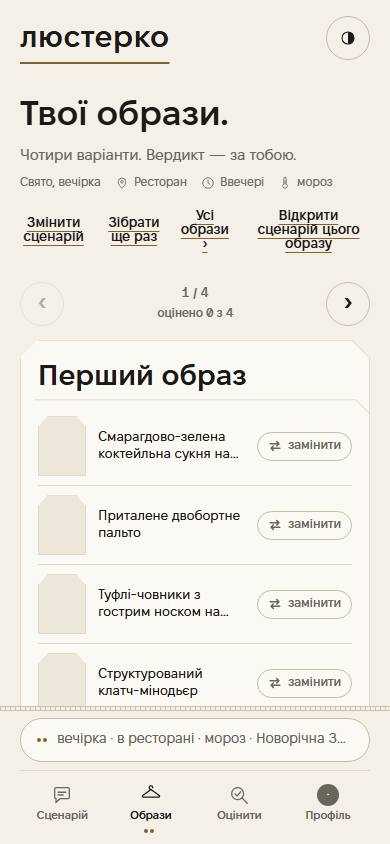 люстерко
Твої образи.
Чотири варіанти. Вердикт — за тобою.
Свято, вечірка Ресторан Ввечері мороз
Змінити
сценарій
Зібрати
ще раз
Усі
образи
›
Відкрити
сценарій цього
образу
‹
1 / 4
оцінено 0 з 4
›
Перший образ
Смарагдово-зелена
коктейльна сукня на…
замінити
Приталене двобортне
пальто
замінити
Туфлі-човники з
гострим носком на…
замінити
Структурований
клатч-мінодьєр
замінити
вечірка · в ресторані · мороз · Новорічна З…
Сценарій Образи Оцінити Профіль